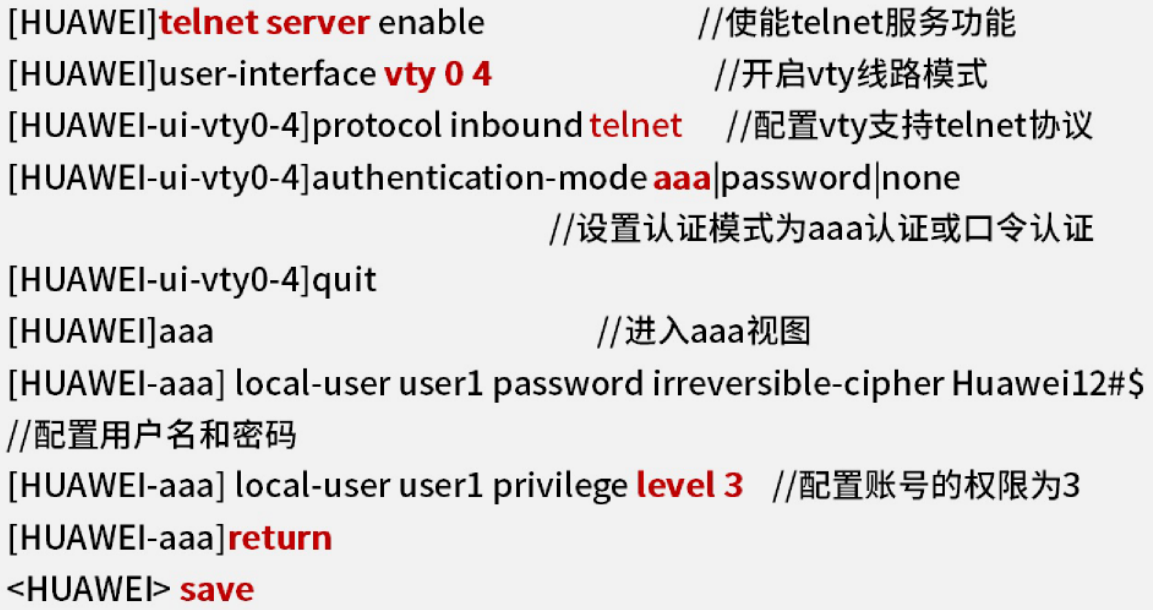 [HUAWEI]telnet server enable //使能telnet服务功能
[HUAWEI]user-interface vty 0 4 //开启vty线路模式
[HUAWEI-ui-vty0-4]protocol inbound telnet //配置vty支持telnet协议
[HUAWEI-ui-vty0-4]authentication-mode aaa|password|none
//设置认证模式为aaa认证或口令认证
[HUAWEI-ui-vty0-4]quit
[HUAWEI]aaa //进入aaa视图
[HUAWEI-aaa] local-user user1 password irreversible-cipher Huawei12#$
//配置用户名和密码
[HUAWEI-aaa] local-user user1 privilege level 3 //配置账号的权限为3
[HUAWEI-aaa]return
<HUAWEI> save